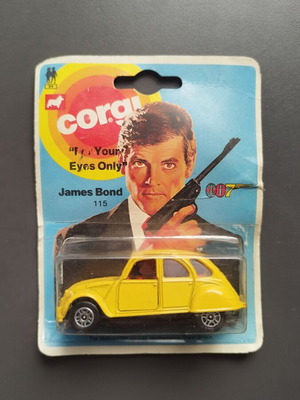 corgi
"For Your
Eyes Only"
James Bond
115
007